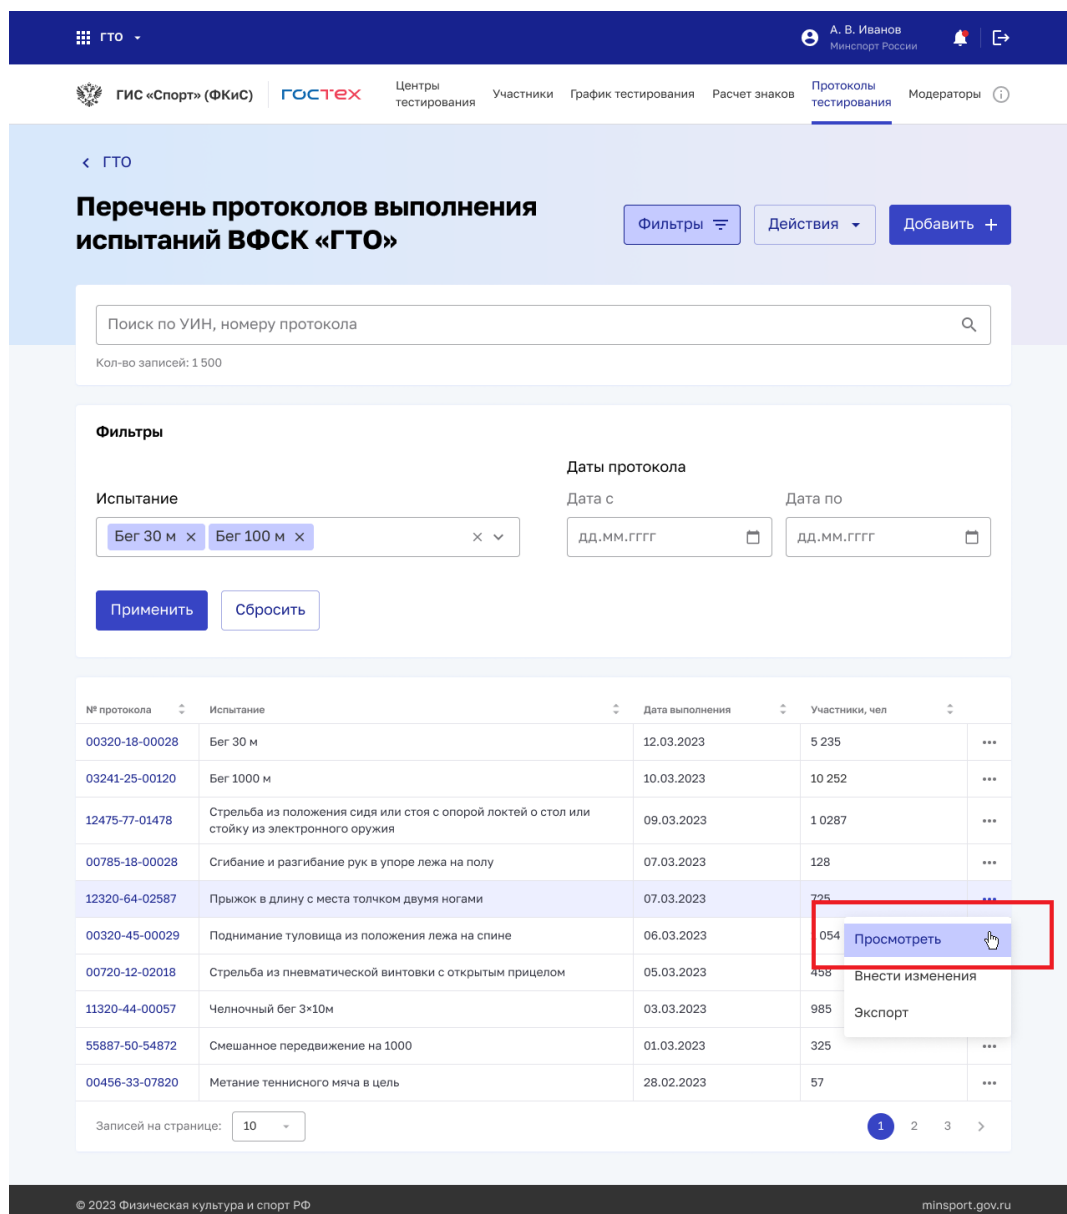 ГТО
А. В. Иванов
Минспорт России
ГИС «Спорт» (ФКиС)
ГОСТЕХ
Центры
тестирования
Участники
График тестирования
Расчет знаков
Протоколы
тестирования
Модераторы
ГТО
Перечень протоколов выполнения
испытаний ВФСК «ГТО»
Фильтры
Действия
Добавить
Поиск по УИН, номеру протокола
Кол-во записей: 1 500
Фильтры
Даты протокола
Испытание
Дата с
Дата по
Бег 30 м × Бег 100 м ×
дд.мм.гггг
дд.мм.гггг
Применить
Сбросить
№ протокола Испытание Дата выполнения Участники, чел
00320-18-00028 Бег 30 м 12.03.2023 5 235
03241-25-00120 Бег 1000 м 10.03.2023 10 252
12475-77-01478 Стрельба из положения сидя или стоя с опорой локтей о стол или
стойку из электронного оружия 09.03.2023 1 0287
00785-18-00028 Сгибание и разгибание рук в упоре лежа на полу 07.03.2023 128
12320-64-02587 Прыжок в длину с места толчком двумя ногами 07.03.2023 725
00320-45-00029 Поднимание туловища из положения лежа на спине 06.03.2023 054
Просмотреть
00720-12-02018 Стрельба из пневматической винтовки с открытым прицелом 05.03.2023 458
Внести изменения
11320-44-00057 Челночный бег 3×10м 03.03.2023 985
Экспорт
55887-50-54872 Смешанное передвижение на 1000 01.03.2023 325
00456-33-07820 Метание теннисного мяча в цель 28.02.2023 57
Записей на странице: 10
1 2 3
© 2023 Физическая культура и спорт РФ
minsport.gov.ru